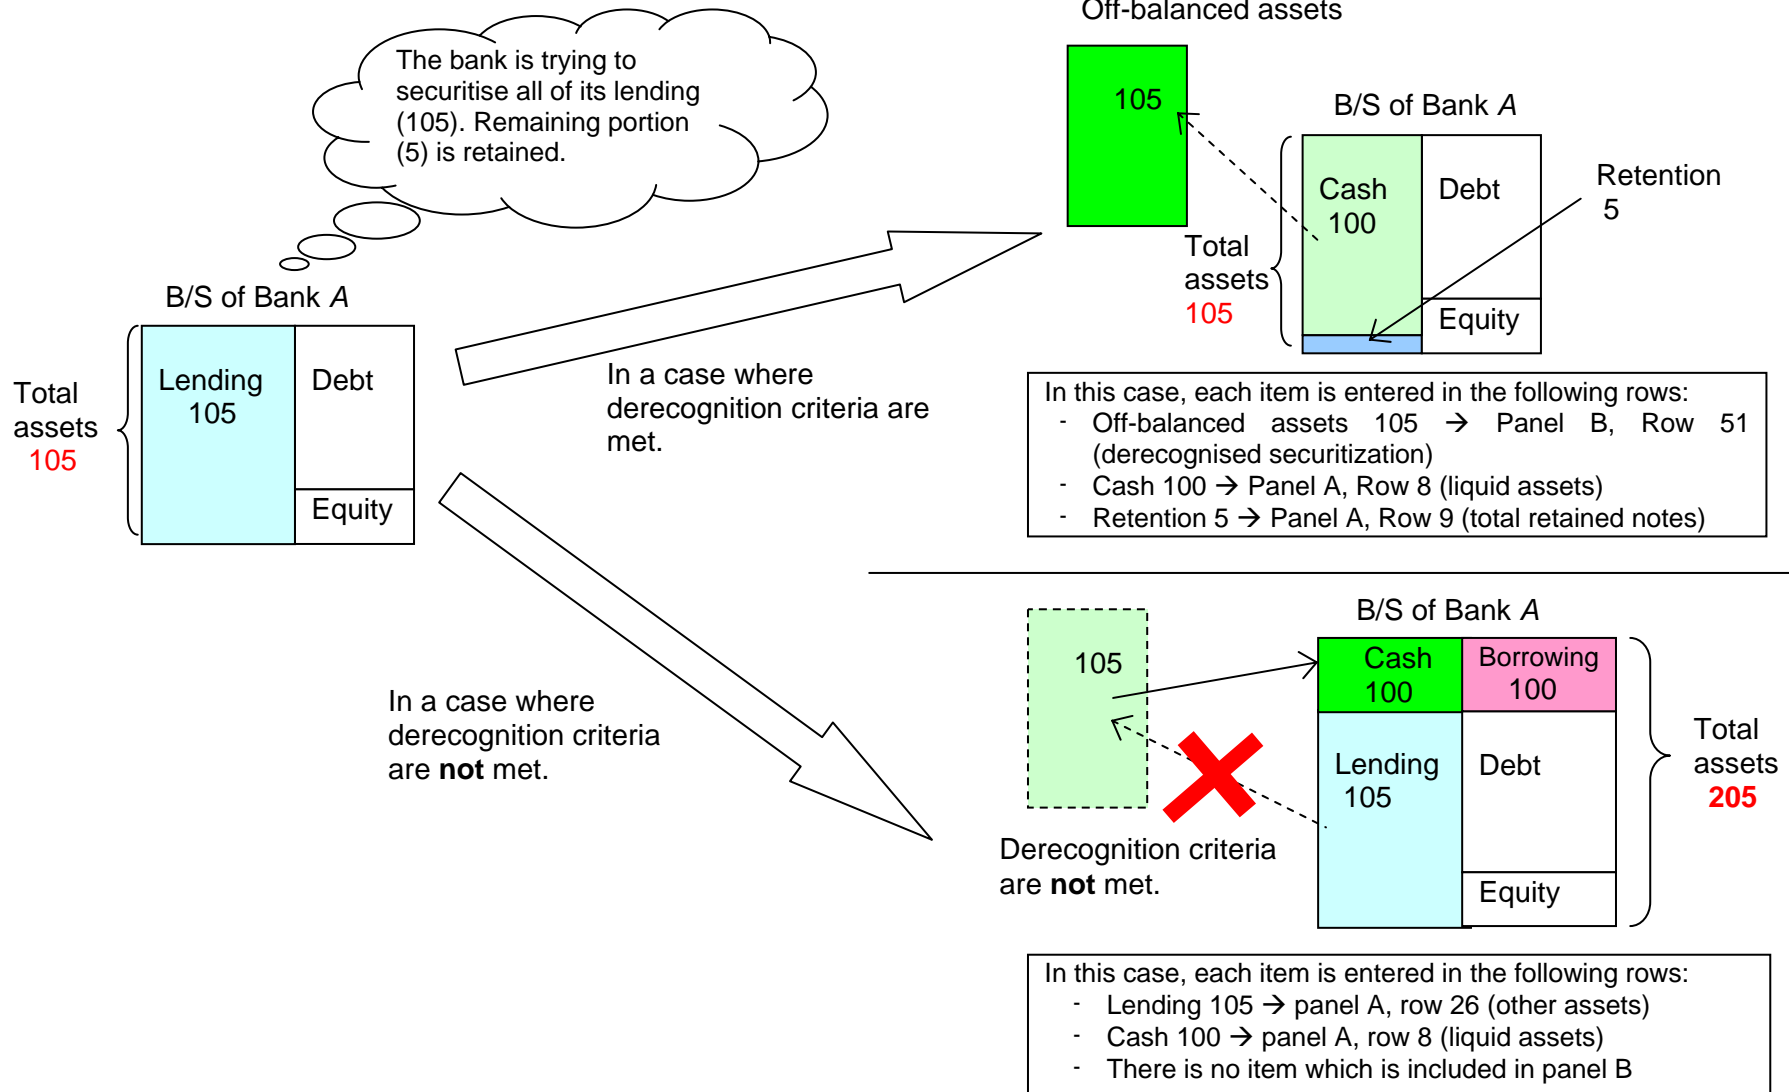 Off-balanced assets
The bank is trying to
securitise all of its lending
(105). Remaining portion
(5) is retained.
105
B/S of Bank A
Cash
100
Debt
Equity
Retention
5
Total
assets
105
B/S of Bank A
Total
assets
105
Lending
105
Debt
Equity
In a case where
derecognition criteria are
met.
In this case, each item is entered in the following rows:
- Off-balanced assets 105 → Panel B, Row 51
(derecognised securitization)
- Cash 100 → Panel A, Row 8 (liquid assets)
- Retention 5 → Panel A, Row 9 (total retained notes)
In a case where
derecognition criteria
are not met.
105
B/S of Bank A
Cash
100
Borrowing
100
Lending
105
Debt
Equity
Total
assets
205
Derecognition criteria
are not met.
In this case, each item is entered in the following rows:
- Lending 105 → panel A, row 26 (other assets)
- Cash 100 → panel A, row 8 (liquid assets)
- There is no item which is included in panel B